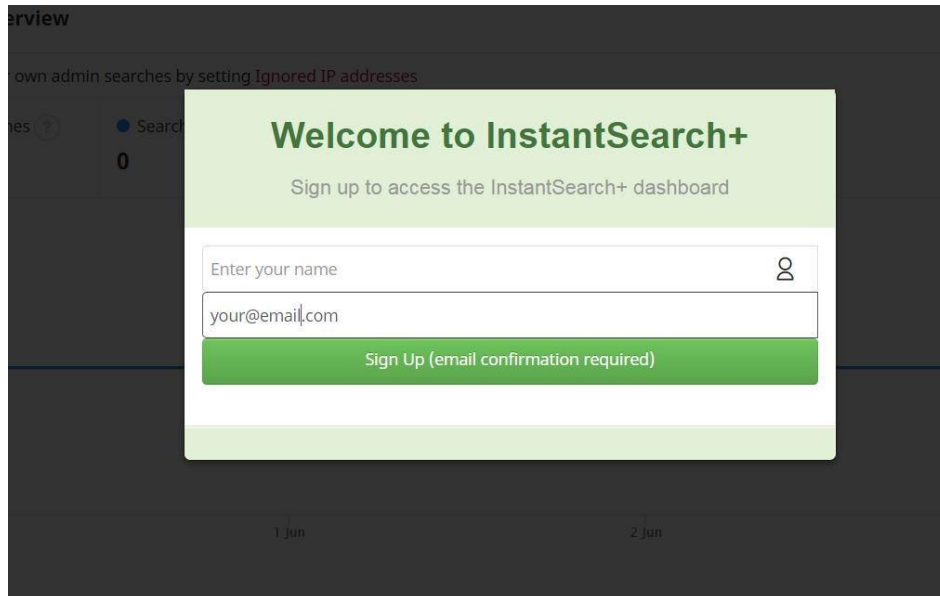 erview
own admin searches by setting Ignored IP addresses
hes ?
Search
0
Welcome to InstantSearch+
Sign up to access the InstantSearch+ dashboard
Enter your name
your@email.com
Sign Up (email confirmation required)
1 Jun
2 Jun